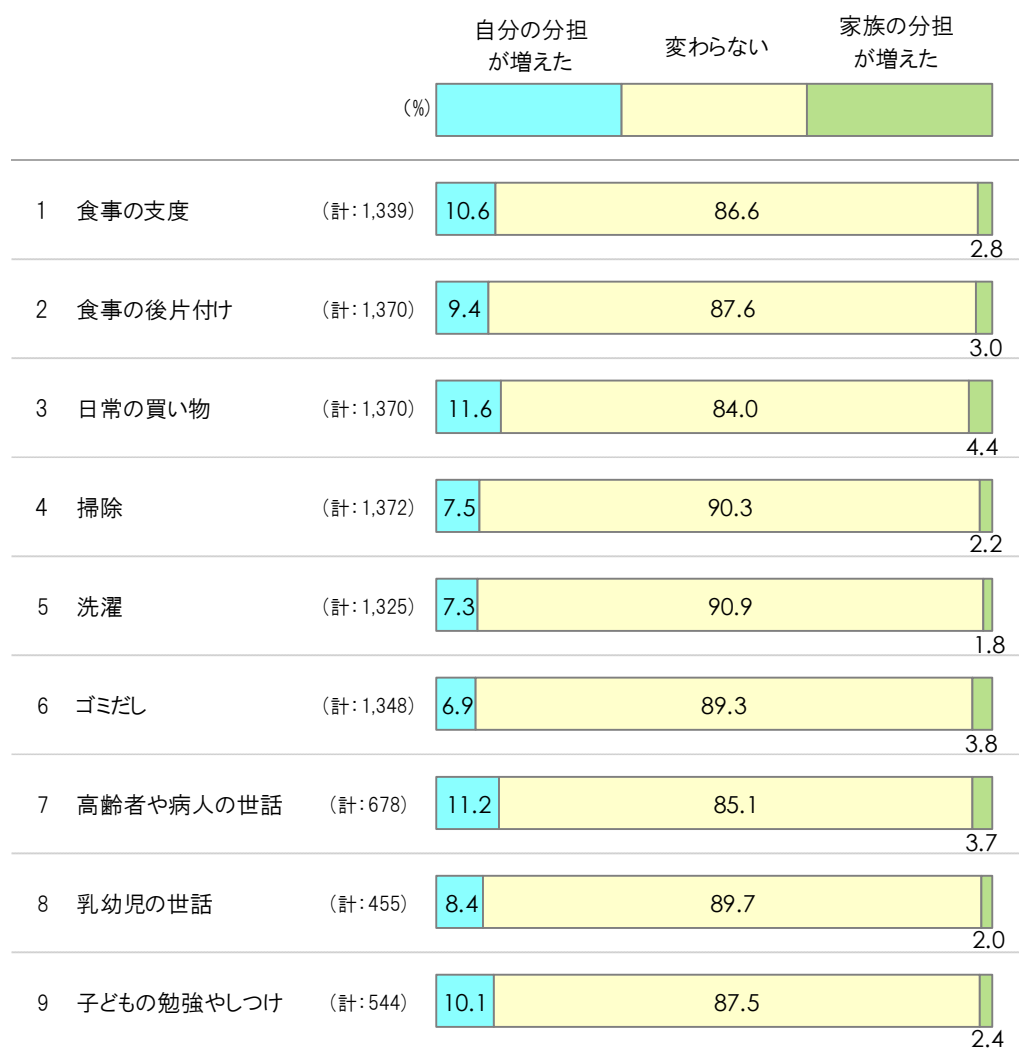 自分の分担
が増えた
変わらない
家族の分担
が増えた
(%)
1 食事の支度 (計:1,339) 10.6 86.6 2.8
2 食事の後片付け (計:1,370) 9.4 87.6 3.0
3 日常の買い物 (計:1,370) 11.6 84.0 4.4
4 掃除 (計:1,372) 7.5 90.3 2.2
5 洗濯 (計:1,325) 7.3 90.9 1.8
6 ゴミだし (計:1,348) 6.9 89.3 3.8
7 高齢者や病人の世話 (計:678) 11.2 85.1 3.7
8 乳幼児の世話 (計:455) 8.4 89.7 2.0
9 子どもの勉強やしつけ (計:544) 10.1 87.5 2.4